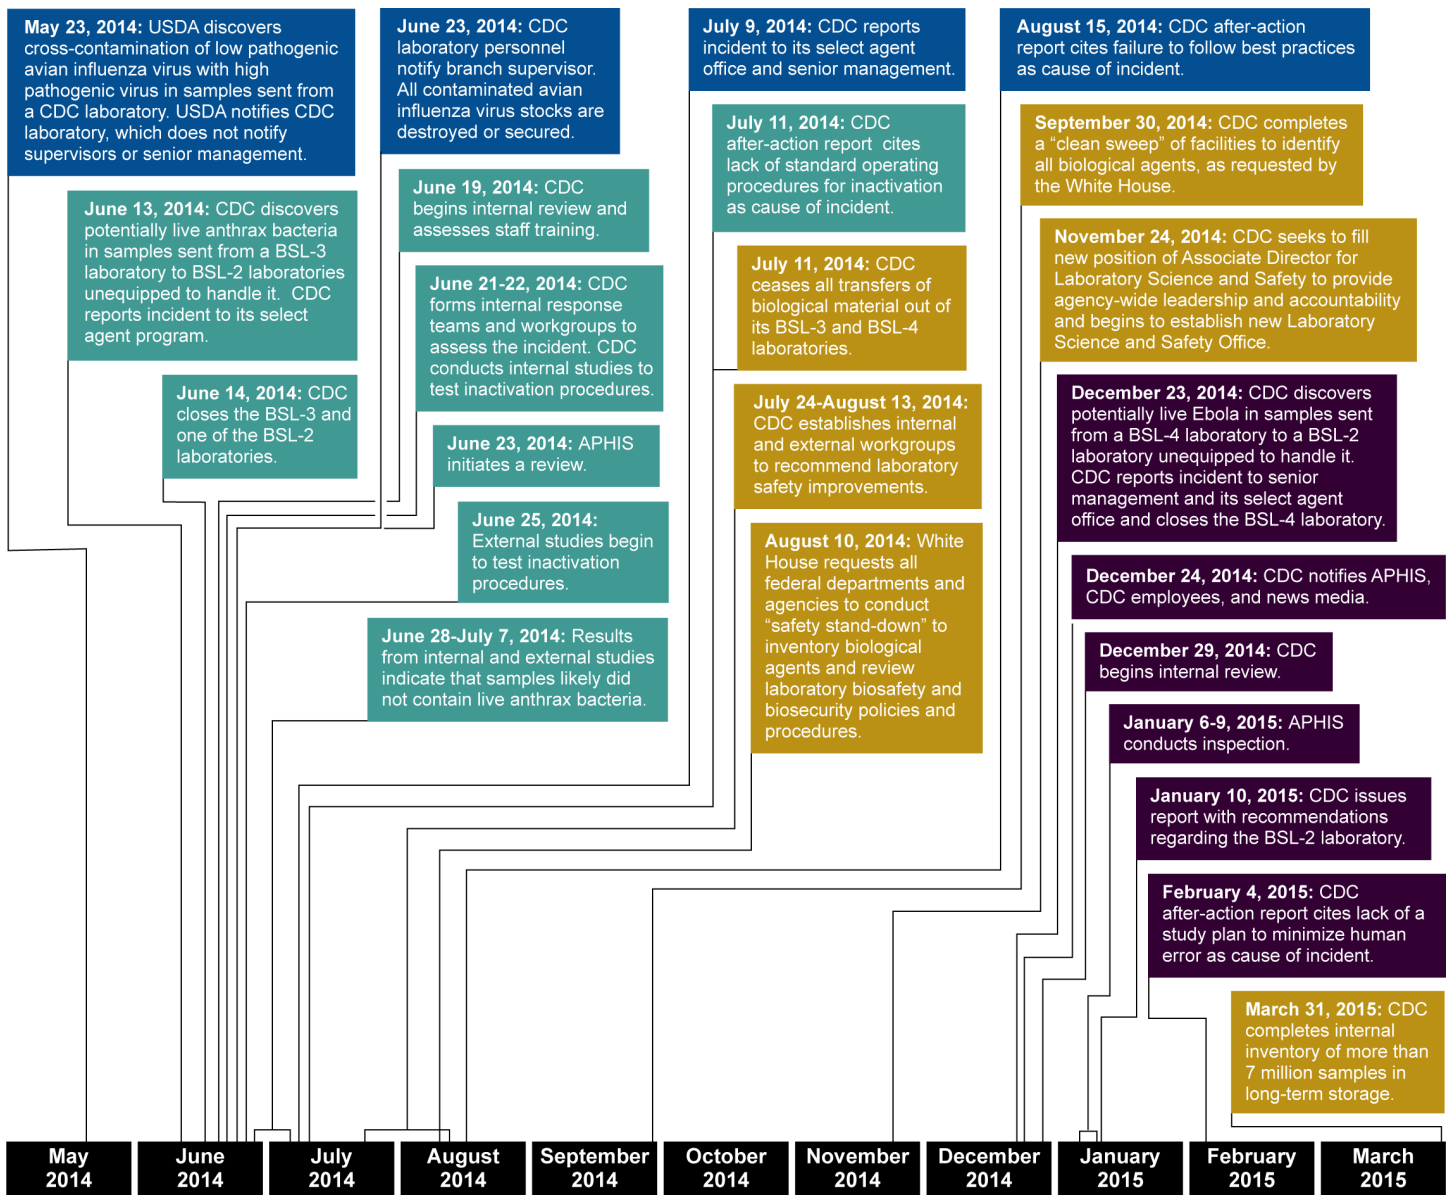 May 23, 2014: USDA discovers
cross-contamination of low pathogenic
avian influenza virus with high
pathogenic virus in samples sent from
a CDC laboratory. USDA notifies CDC
laboratory, which does not notify
supervisors or senior management.
June 13, 2014: CDC discovers
potentially live anthrax bacteria
in samples sent from a BSL-3
laboratory to BSL-2 laboratories
unequipped to handle it. CDC
reports incident to its select
agent program.
June 14, 2014: CDC
closes the BSL-3 and
one of the BSL-2
laboratories.
June 23, 2014: CDC
laboratory personnel
notify branch supervisor.
All contaminated avian
influenza virus stocks are
destroyed or secured.
June 19, 2014: CDC
begins internal review and
assesses staff training.
June 21-22, 2014: CDC
forms internal response
teams and workgroups to
assess the incident. CDC
conducts internal studies to
test inactivation procedures.
June 23, 2014: APHIS
initiates a review.
June 25, 2014:
External studies begin
to test inactivation
procedures.
June 28-July 7, 2014: Results
from internal and external studies
indicate that samples likely did
not contain live anthrax bacteria.
July 9, 2014: CDC reports
incident to its select agent
office and senior management.
July 11, 2014: CDC
after-action report cites
lack of standard operating
procedures for inactivation
as cause of incident.
July 11, 2014: CDC
ceases all transfers of
biological material out of
its BSL-3 and BSL-4
laboratories.
July 24-August 13, 2014:
CDC establishes internal
and external workgroups
to recommend laboratory
safety improvements.
August 10, 2014: White
House requests all
federal departments and
agencies to conduct
“safety stand-down” to
inventory biological
agents and review
laboratory biosafety and
biosecurity policies and
procedures.
August 15, 2014: CDC after-action
report cites failure to follow best practices
as cause of incident.
September 30, 2014: CDC completes
a “clean sweep” of facilities to identify
all biological agents, as requested by
the White House.
November 24, 2014: CDC seeks to fill
new position of Associate Director for
Laboratory Science and Safety to provide
agency-wide leadership and accountability
and begins to establish new Laboratory
Science and Safety Office.
December 23, 2014: CDC discovers
potentially live Ebola in samples sent
from a BSL-4 laboratory to a BSL-2
laboratory unequipped to handle it.
CDC reports incident to senior
management and its select agent
office and closes the BSL-4 laboratory.
December 24, 2014: CDC notifies APHIS,
CDC employees, and news media.
December 29, 2014: CDC
begins internal review.
January 6-9, 2015: APHIS
conducts inspection.
January 10, 2015: CDC issues
report with recommendations
regarding the BSL-2 laboratory.
February 4, 2015: CDC
after-action report cites lack of a
study plan to minimize human
error as cause of incident.
March 31, 2015: CDC
completes internal
inventory of more than
7 million samples in
long-term storage.
May
2014
June
2014
July
2014
August
2014
September
2014
October
2014
November
2014
December
2014
January
2015
February
2015
March
2015